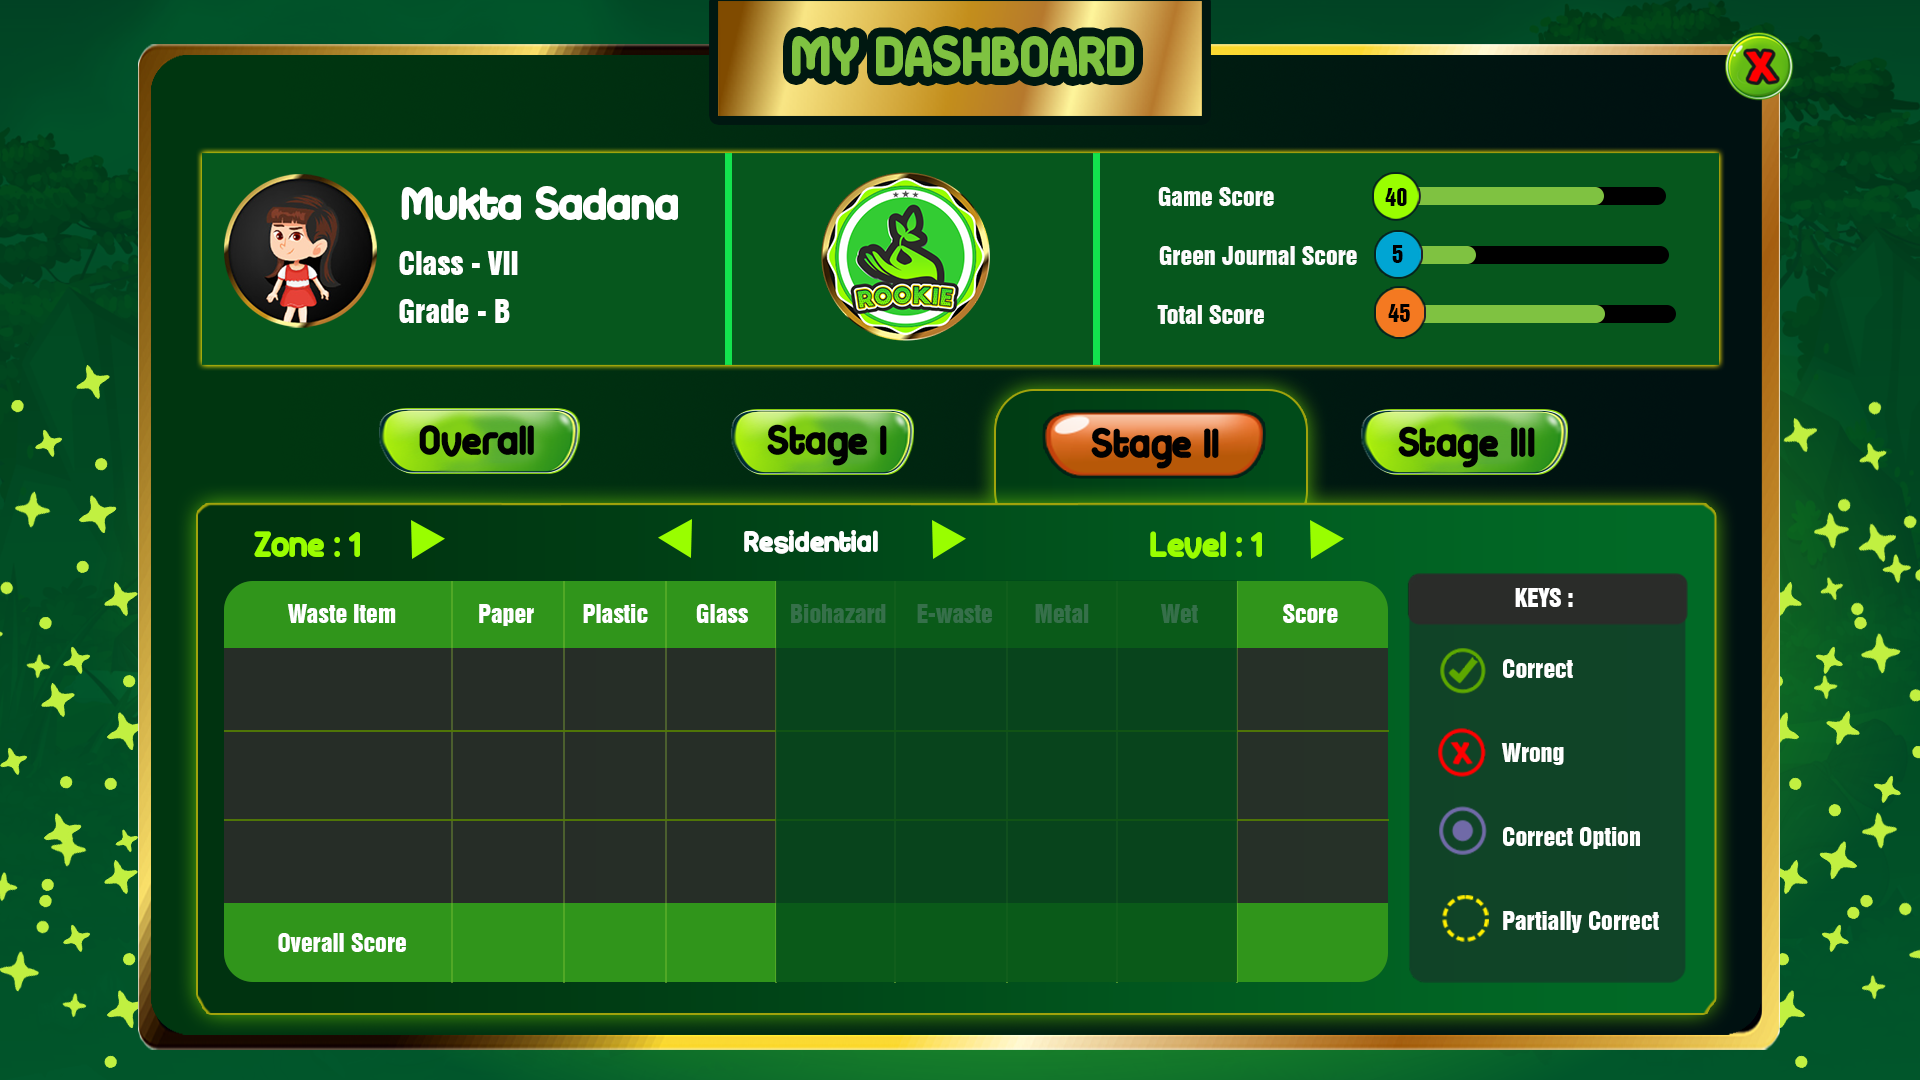 MY DASHBOARD
X
Mukta Sadana
Class - VII
Grade - B
ROOKIE
Game Score 40
Green Journal Score 5
Total Score 45
Overall Stage I Stage II Stage III
Zone : 1 Residential Level : 1
Waste Item Paper Plastic Glass Biohazard E-waste Metal Wet Score
Overall Score
KEYS :
Correct
X Wrong
Correct Option
Partially Correct